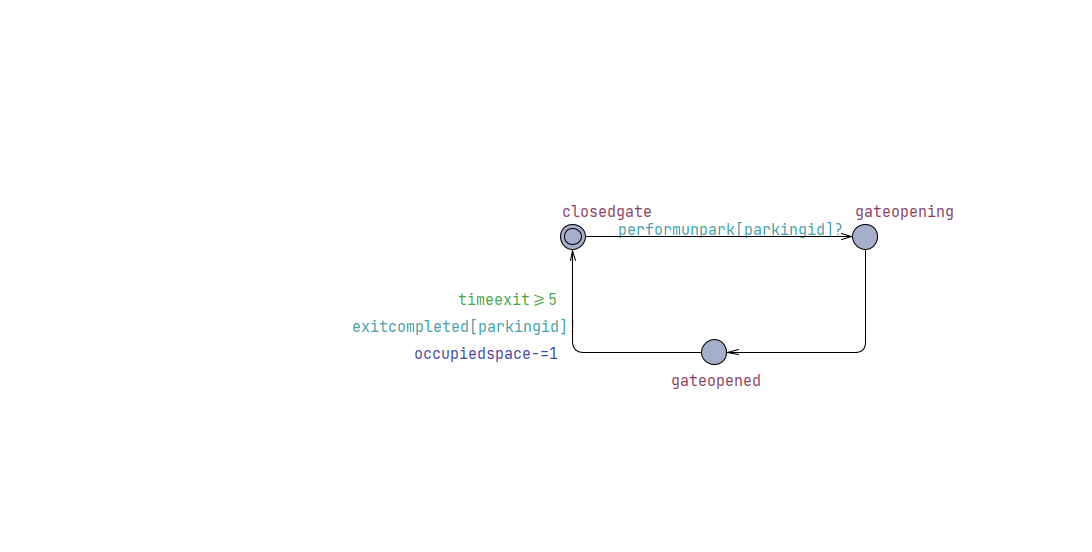 closedgate
gateopening
performunpark[parkingid]?
timeexit≥5
exitcompleted[parkingid]!
occupiedspace-=1
gateopened